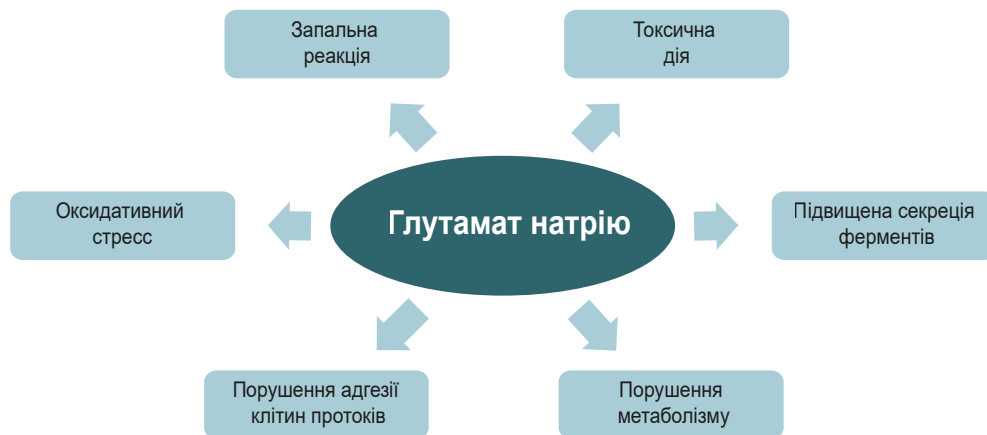 Запальна
реакція
Токсична
дія
Оксидативний
стресс
Глутамат натрію
Підвищена секреція
ферментів
Порушення адгезії
клітин протоків
Порушення
метаболізму